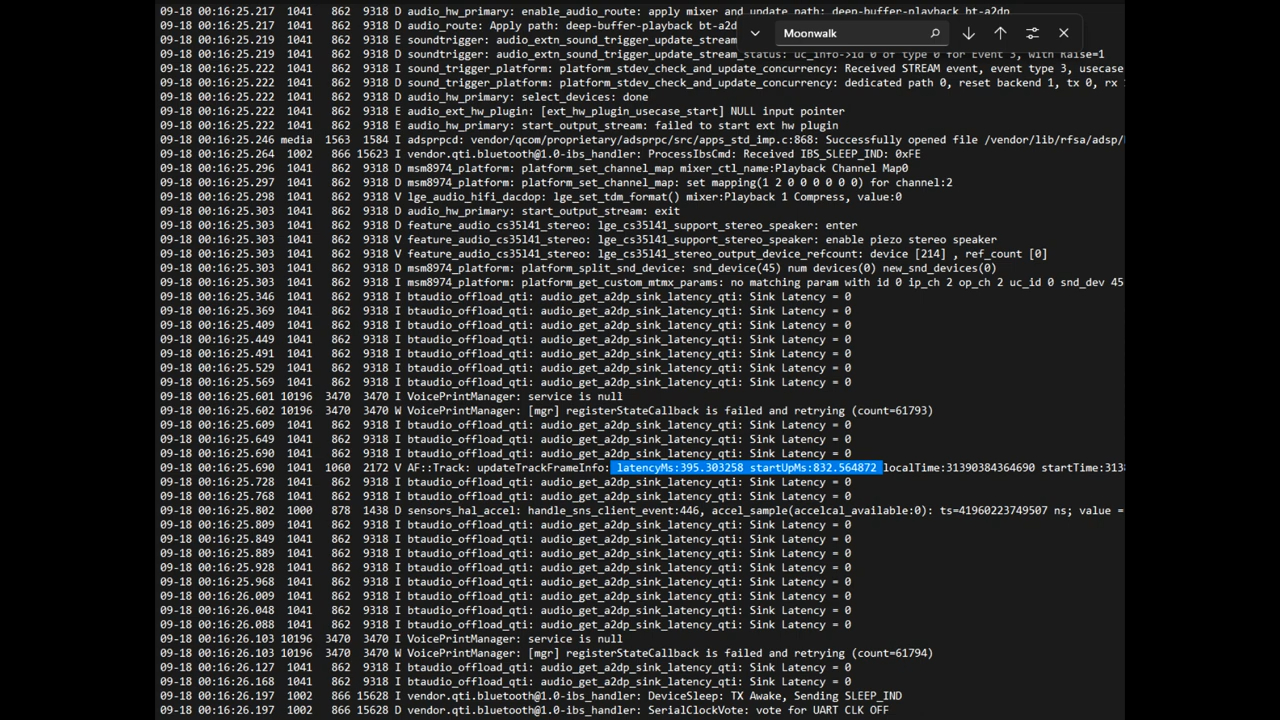 09-18 00:16:25.217 1041 862 9318 D audio_hw_primary: enable_audio_route: apply mixer and update path: deep-buffer-playback bt-a2dp
09-18 00:16:25.217 1041 862 9318 D audio_route: Apply path: deep-buffer-playback bt-a2dp
Moonwalk
09-18 00:16:25.219 1041 862 9318 E soundtrigger: audio_extn_sound_trigger_update_stream
09-18 00:16:25.219 1041 862 9318 D soundtrigger: audio_extn_sound_trigger_update_stream_status: uc_info->id 0 of type 0 for Event 3, with Raise=1
09-18 00:16:25.222 1041 862 9318 I sound_trigger_platform: platform_stdev_check_and_update_concurrency: Received STREAM event, event type 3, usecase
09-18 00:16:25.222 1041 862 9318 D sound_trigger_platform: platform_stdev_check_and_update_concurrency: dedicated path 0, reset backend 1, tx 0, rx
09-18 00:16:25.222 1041 862 9318 D audio_hw_primary: select_devices: done
09-18 00:16:25.222 1041 862 9318 E audio_ext_hw_plugin: [ext_hw_plugin_usecase_start] NULL input pointer
09-18 00:16:25.222 1041 862 9318 E audio_hw_primary: start_output_stream: failed to start ext hw plugin
09-18 00:16:25.246 media 1563 1584 I adsprpcd: vendor/qcom/proprietary/adsprpc/src/apps_std_imp.c:868: Successfully opened file /vendor/lib/rfsa/adsp/
09-18 00:16:25.264 1002 866 15623 I vendor.qti.bluetooth@1.0-ibs_handler: ProcessIbsCmd: Received IBS_SLEEP_IND: 0xFE
09-18 00:16:25.296 1041 862 9318 D msm8974_platform: platform_set_channel_map mixer_ctl_name:Playback Channel Map0
09-18 00:16:25.297 1041 862 9318 D msm8974_platform: platform_set_channel_map: set mapping(1 2 0 0 0 0 0 0) for channel:2
09-18 00:16:25.298 1041 862 9318 V lge_audio_hifi_dacdop: lge_set_tdm_format() mixer:Playback 1 Compress, value:0
09-18 00:16:25.303 1041 862 9318 D audio_hw_primary: start_output_stream: exit
09-18 00:16:25.303 1041 862 9318 D feature_audio_cs35l41_stereo: lge_cs35l41_support_stereo_speaker: enter
09-18 00:16:25.303 1041 862 9318 V feature_audio_cs35l41_stereo: lge_cs35l41_support_stereo_speaker: enable piezo stereo speaker
09-18 00:16:25.303 1041 862 9318 V feature_audio_cs35l41_stereo: lge_cs35l41_stereo_output_device_refcount: device [214] , ref_count [0]
09-18 00:16:25.303 1041 862 9318 D msm8974_platform: platform_split_snd_device: snd_device(45) num devices(0) new_snd_devices(0)
09-18 00:16:25.303 1041 862 9318 I msm8974_platform: platform_get_custom_mtmx_params: no matching param with id 0 ip_ch 2 op_ch 2 uc_id 0 snd_dev 45
09-18 00:16:25.346 1041 862 9318 I btaudio_offload_qti: audio_get_a2dp_sink_latency_qti: Sink Latency = 0
09-18 00:16:25.369 1041 862 9318 I btaudio_offload_qti: audio_get_a2dp_sink_latency_qti: Sink Latency = 0
09-18 00:16:25.409 1041 862 9318 I btaudio_offload_qti: audio_get_a2dp_sink_latency_qti: Sink Latency = 0
09-18 00:16:25.449 1041 862 9318 I btaudio_offload_qti: audio_get_a2dp_sink_latency_qti: Sink Latency = 0
09-18 00:16:25.491 1041 862 9318 I btaudio_offload_qti: audio_get_a2dp_sink_latency_qti: Sink Latency = 0
09-18 00:16:25.529 1041 862 9318 I btaudio_offload_qti: audio_get_a2dp_sink_latency_qti: Sink Latency = 0
09-18 00:16:25.569 1041 862 9318 I btaudio_offload_qti: audio_get_a2dp_sink_latency_qti: Sink Latency = 0
09-18 00:16:25.601 10196 3470 3470 I VoicePrintManager: service is null
09-18 00:16:25.602 10196 3470 3470 W VoicePrintManager: [mgr] registerStateCallback is failed and retrying (count=61793)
09-18 00:16:25.609 1041 862 9318 I btaudio_offload_qti: audio_get_a2dp_sink_latency_qti: Sink Latency = 0
09-18 00:16:25.649 1041 862 9318 I btaudio_offload_qti: audio_get_a2dp_sink_latency_qti: Sink Latency = 0
09-18 00:16:25.690 1041 862 9318 I btaudio_offload_qti: audio_get_a2dp_sink_latency_qti: Sink Latency = 0
09-18 00:16:25.690 1041 1060 2172 V AF::Track: updateTrackFrameInfo: latencyMs:395.303258 startUpMs:832.564872 localTime:31390384364690 startTime:313
09-18 00:16:25.728 1041 862 9318 I btaudio_offload_qti: audio_get_a2dp_sink_latency_qti: Sink Latency = 0
09-18 00:16:25.768 1041 862 9318 I btaudio_offload_qti: audio_get_a2dp_sink_latency_qti: Sink Latency = 0
09-18 00:16:25.802 1000 878 1438 D sensors_hal_accel: handle_sns_client_event:446, accel_sample(accelcal_available:0): ts=41960223749507 ns; value =
09-18 00:16:25.849 1041 862 9318 I btaudio_offload_qti: audio_get_a2dp_sink_latency_qti: Sink Latency = 0
09-18 00:16:25.849 1041 862 9318 I btaudio_offload_qti: audio_get_a2dp_sink_latency_qti: Sink Latency = 0
09-18 00:16:25.889 1041 862 9318 I btaudio_offload_qti: audio_get_a2dp_sink_latency_qti: Sink Latency = 0
09-18 00:16:25.928 1041 862 9318 I btaudio_offload_qti: audio_get_a2dp_sink_latency_qti: Sink Latency = 0
09-18 00:16:25.968 1041 862 9318 I btaudio_offload_qti: audio_get_a2dp_sink_latency_qti: Sink Latency = 0
09-18 00:16:26.009 1041 862 9318 I btaudio_offload_qti: audio_get_a2dp_sink_latency_qti: Sink Latency = 0
09-18 00:16:26.048 1041 862 9318 I btaudio_offload_qti: audio_get_a2dp_sink_latency_qti: Sink Latency = 0
09-18 00:16:26.088 1041 862 9318 I btaudio_offload_qti: audio_get_a2dp_sink_latency_qti: Sink Latency = 0
09-18 00:16:26.103 10196 3470 3470 I VoicePrintManager: service is null
09-18 00:16:26.103 10196 3470 3470 W VoicePrintManager: [mgr] registerStateCallback is failed and retrying (count=61794)
09-18 00:16:26.127 1041 862 9318 I btaudio_offload_qti: audio_get_a2dp_sink_latency_qti: Sink Latency = 0
09-18 00:16:26.168 1041 862 9318 I btaudio_offload_qti: audio_get_a2dp_sink_latency_qti: Sink Latency = 0
09-18 00:16:26.197 1002 866 15628 I vendor.qti.bluetooth@1.0-ibs_handler: DeviceSleep: TX Awake, Sending SLEEP_IND
09-18 00:16:26.197 1002 866 15628 D vendor.qti.bluetooth@1.0-ibs_handler: SerialClockVote: vote for UART CLK OFF